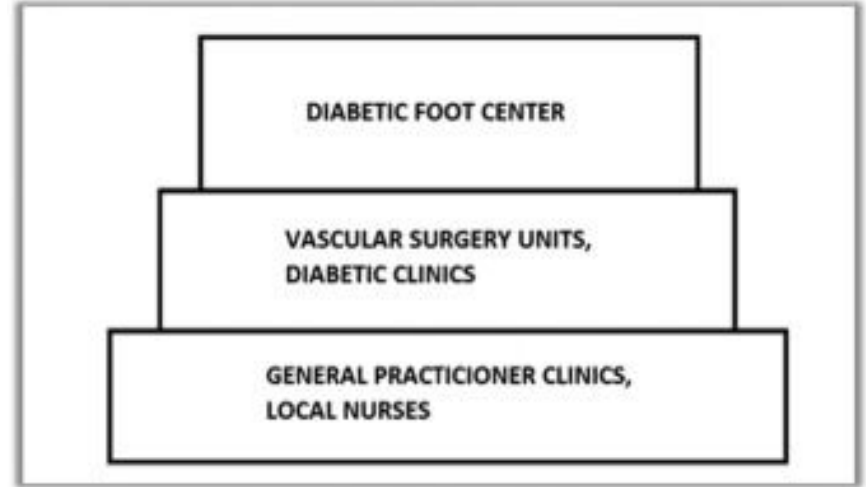 DIABETIC FOOT CENTER
VASCULAR SURGERY UNITS,
DIABETIC CLINICS
GENERAL PRACTICIONER CLINICS,
LOCAL NURSES